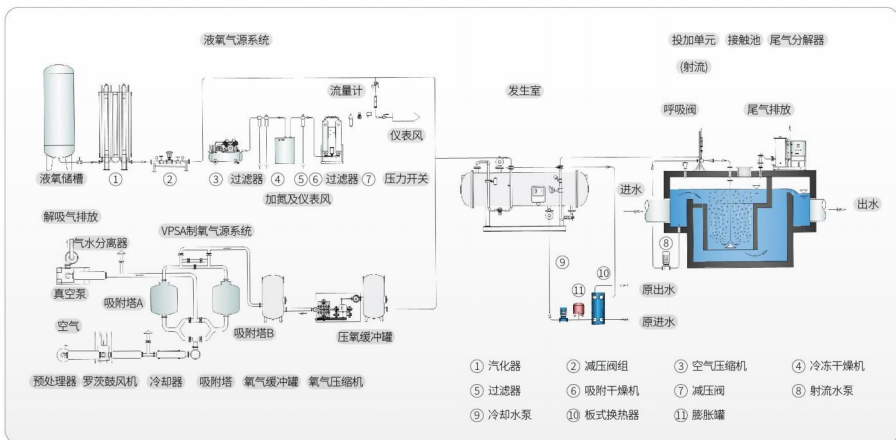 液氧气源系统
投加单元 接触池 尾气分解器
(射流)
流量计
发生室
呼吸阀 尾气排放
仪表风
液氧储槽 ① ② ③ 过滤器 ④ ⑤ ⑥ 过滤器 ⑦ 压力开关
加氮及仪表风
进水
出水
解吸气排放
气水分离器
VPSA制氧气源系统
⑧
⑨
⑩
⑪
真空泵
吸附塔A
原出水
原进水
空气
吸附塔B
压氧缓冲罐
预处理器 罗茨鼓风机 冷却器 吸附塔 氧气缓冲罐 氧气压缩机
① 汽化器 ② 减压阀组 ③ 空气压缩机 ④ 冷冻干燥机
⑤ 过滤器 ⑥ 吸附干燥机 ⑦ 减压阀 ⑧ 射流水泵
⑨ 冷却水泵 ⑩ 板式换热器 ⑪ 膨胀罐